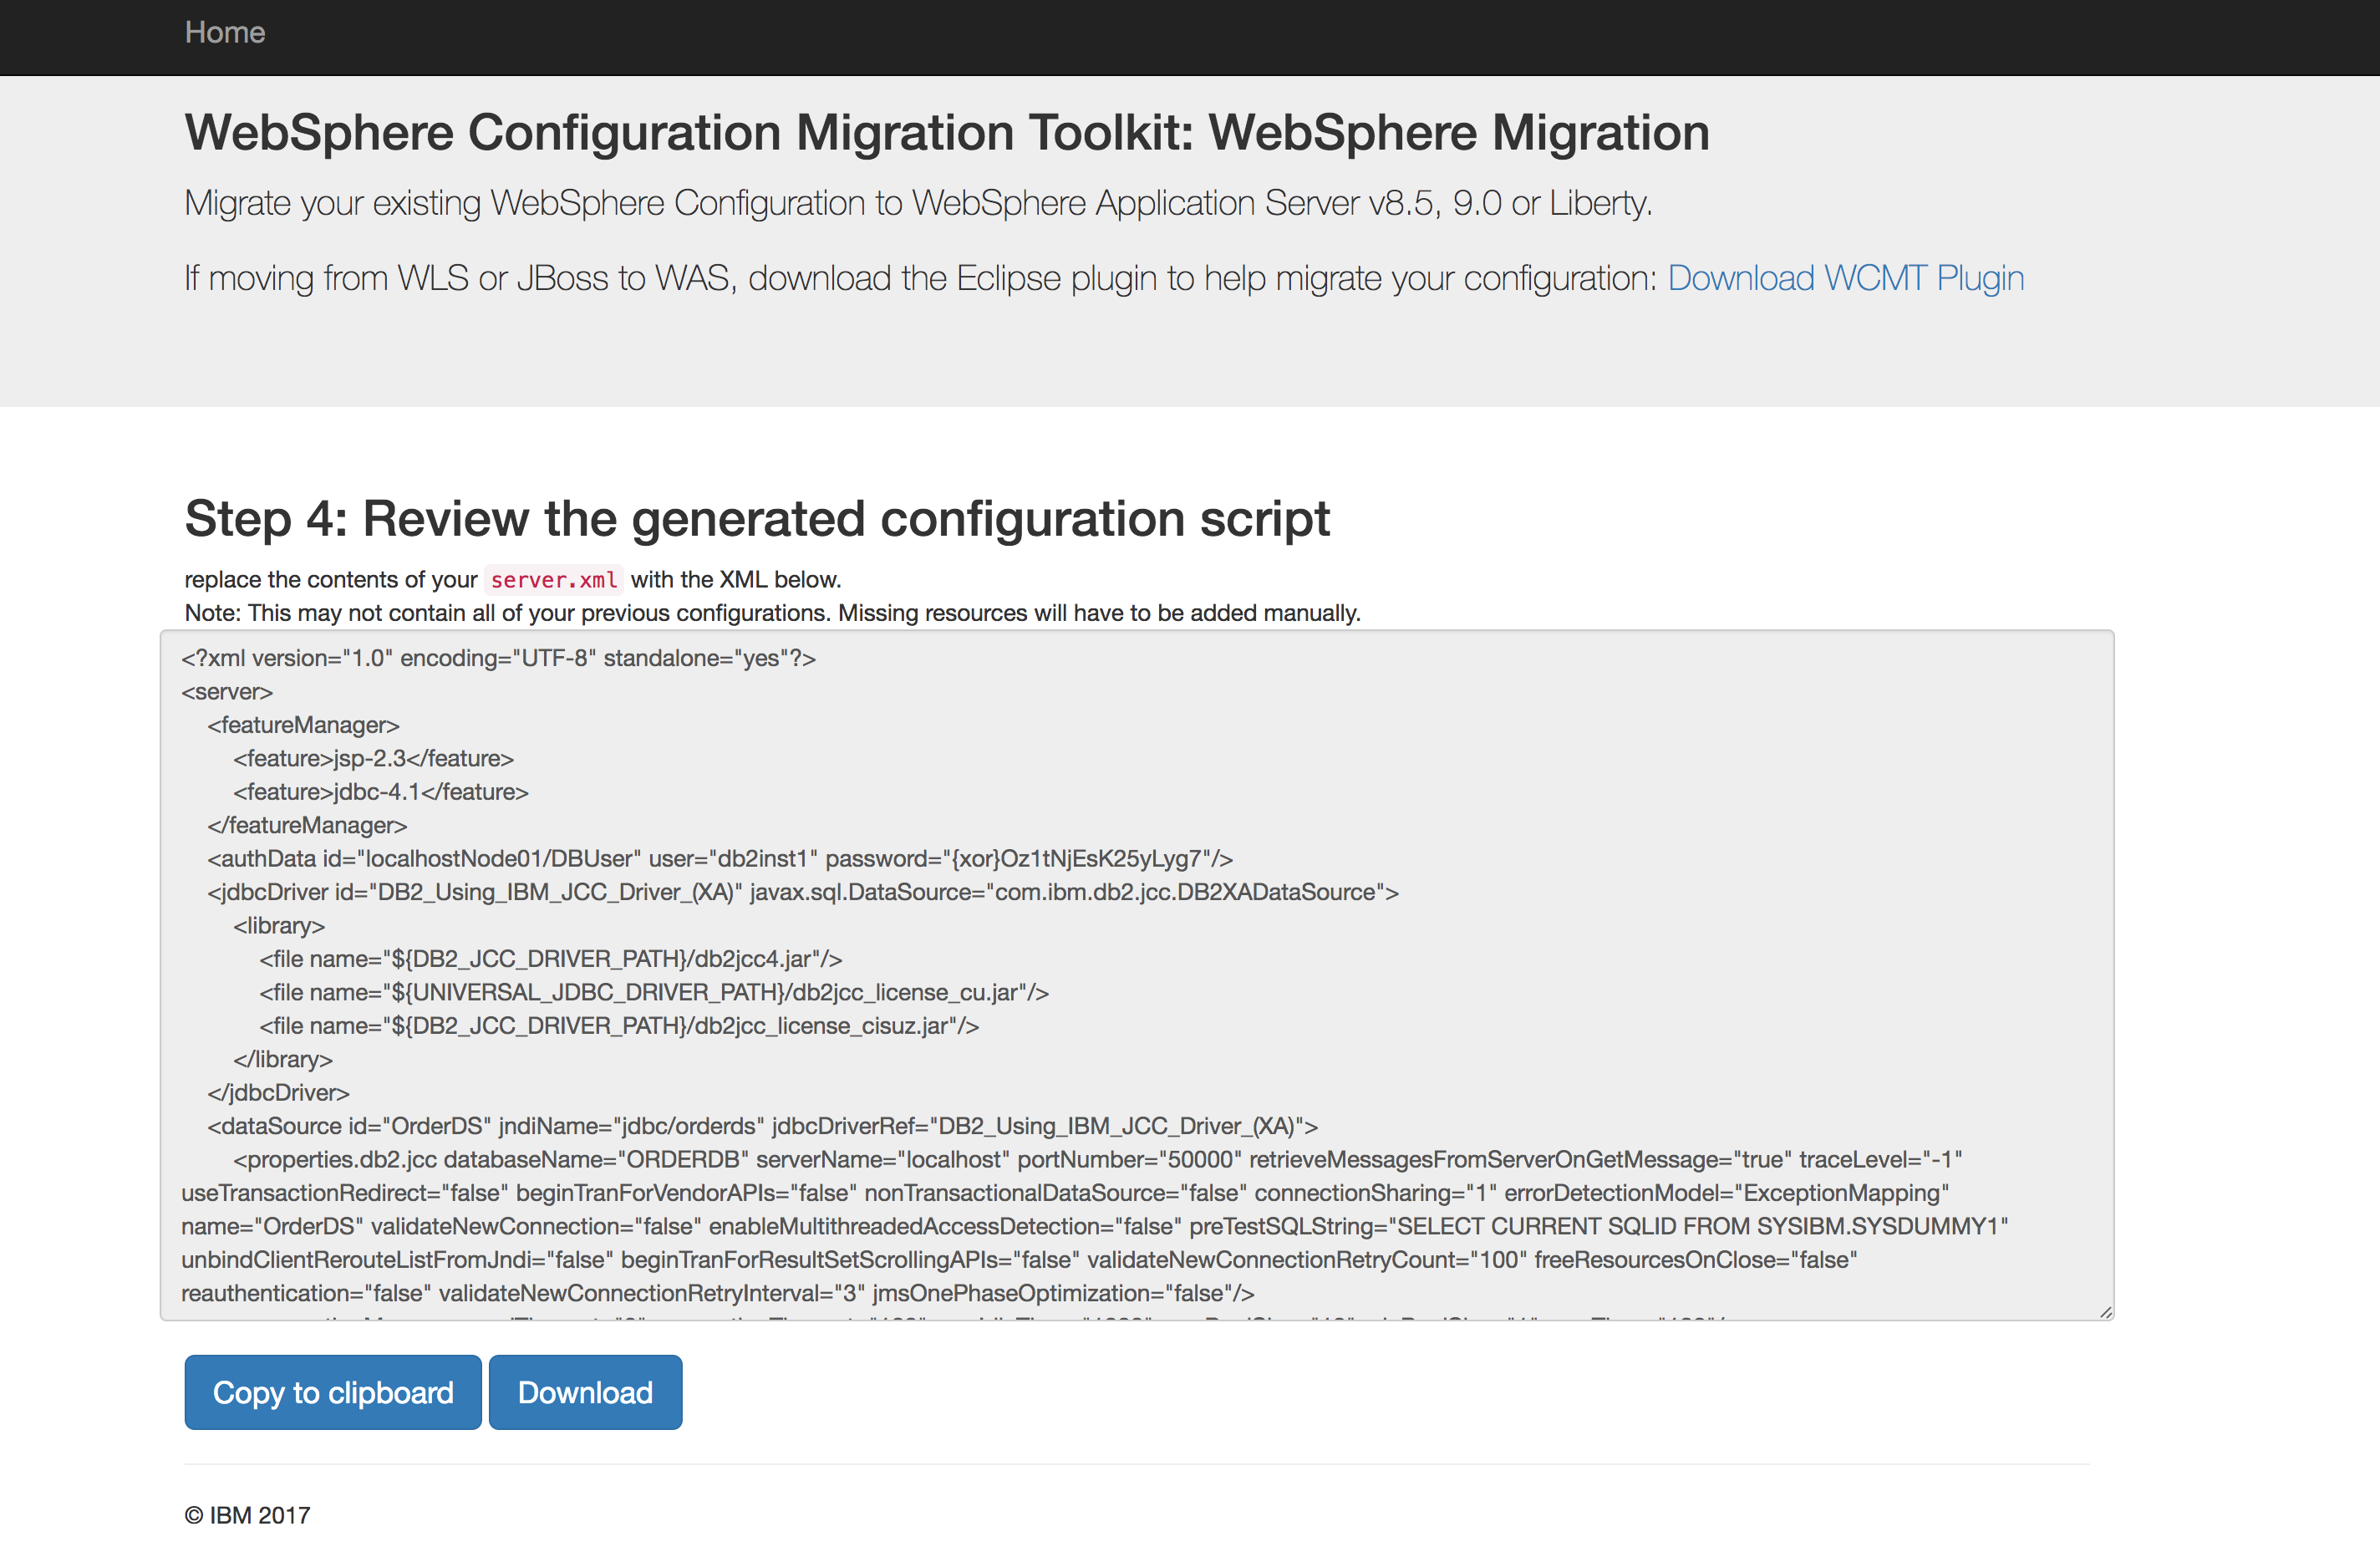 Home
WebSphere Configuration Migration Toolkit: WebSphere Migration
Migrate your existing WebSphere Configuration to WebSphere Application Server v8.5, 9.0 or Liberty.
If moving from WLS or JBoss to WAS, download the Eclipse plugin to help migrate your configuration: Download WCMT Plugin
Step 4: Review the generated configuration script
replace the contents of your server.xml with the XML below.
Note: This may not contain all of your previous configurations. Missing resources will have to be added manually.
<?xml version="1.0" encoding="UTF-8" standalone="yes"?>
<server>
<featureManager>
<feature>jsp-2.3</feature>
<feature>jdbc-4.1</feature>
</featureManager>
<authData id="localhostNode01/DBUser" user="db2inst1" password="{xor}Oz1tNjEsK25yLyg7"/>
<jdbcDriver id="DB2_Using_IBM_JCC_Driver_(XA)" javax.sql.DataSource="com.ibm.db2.jcc.DB2XADataSource">
<library>
<file name="${DB2_JCC_DRIVER_PATH}/db2jcc4.jar"/>
<file name="${UNIVERSAL_JDBC_DRIVER_PATH}/db2jcc_license_cu.jar"/>
<file name="${DB2_JCC_DRIVER_PATH}/db2jcc_license_cisuz.jar"/>
</library>
</jdbcDriver>
<dataSource id="OrderDS" jndiName="jdbc/orderds" jdbcDriverRef="DB2_Using_IBM_JCC_Driver_(XA)">
<properties.db2.jcc databaseName="ORDERDB" serverName="localhost" portNumber="50000" retrieveMessagesFromServerOnGetMessage="true" traceLevel="-1"
useTransactionRedirect="false" beginTranForVendorAPIs="false" nonTransactionalDataSource="false" connectionSharing="1" errorDetectionModel="ExceptionMapping"
name="OrderDS" validateNewConnection="false" enableMultithreadedAccessDetection="false" preTestSQLString="SELECT CURRENT SQLID FROM SYSIBM.SYSDUMMY1"
unbindClientRerouteListFromJndi="false" beginTranForResultSetScrollingAPIs="false" validateNewConnectionRetryCount="100" freeResourcesOnClose="false"
reauthentication="false" validateNewConnectionRetryInterval="3" jmsOnePhaseOptimization="false"/>
Copy to clipboard
Download
© IBM 2017